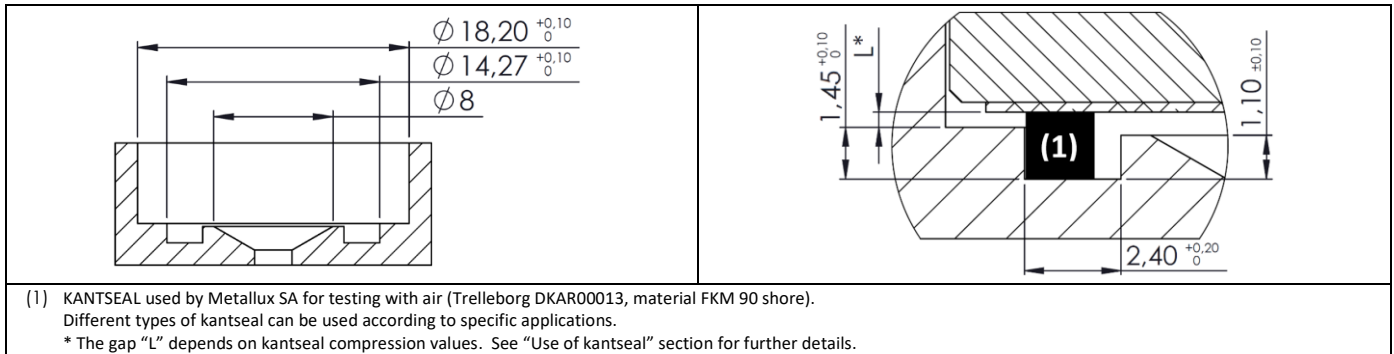 ∅ 18,20 +0,10 0
∅ 14,27 +0,10 0
∅ 8
1,45 +0,10 0
L*
(1)
1,10 ±0,10
2,40 +0,20 0
(1) KANTSEAL used by Metallux SA for testing with air (Trelleborg DKAR00013, material FKM 90 shore).
Different types of kantseal can be used according to specific applications.
* The gap “L” depends on kantseal compression values. See “Use of kantseal” section for further details.